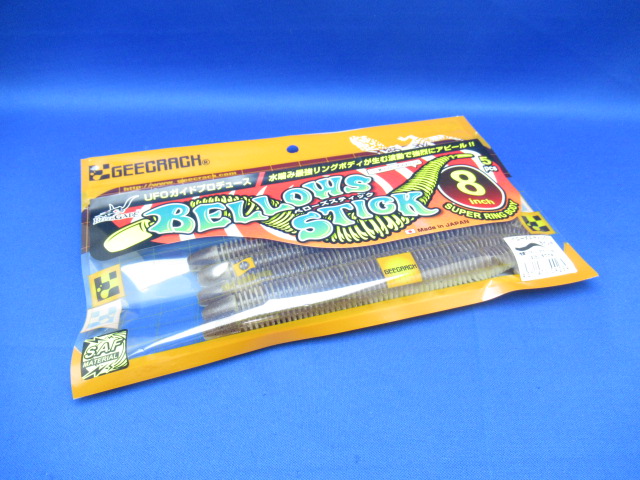 GEECRACK®
http://www.geecrack.com
UFOガイドプロデュース
水噛み最強リングボディが生む波動で強烈にアピール!!
BELLOWS
ベローズスティック
STICK
8
inch
5
pcs
SUPER RING BODY
Made in JAPAN
GEECRACK
S.A.F
MATERIAL